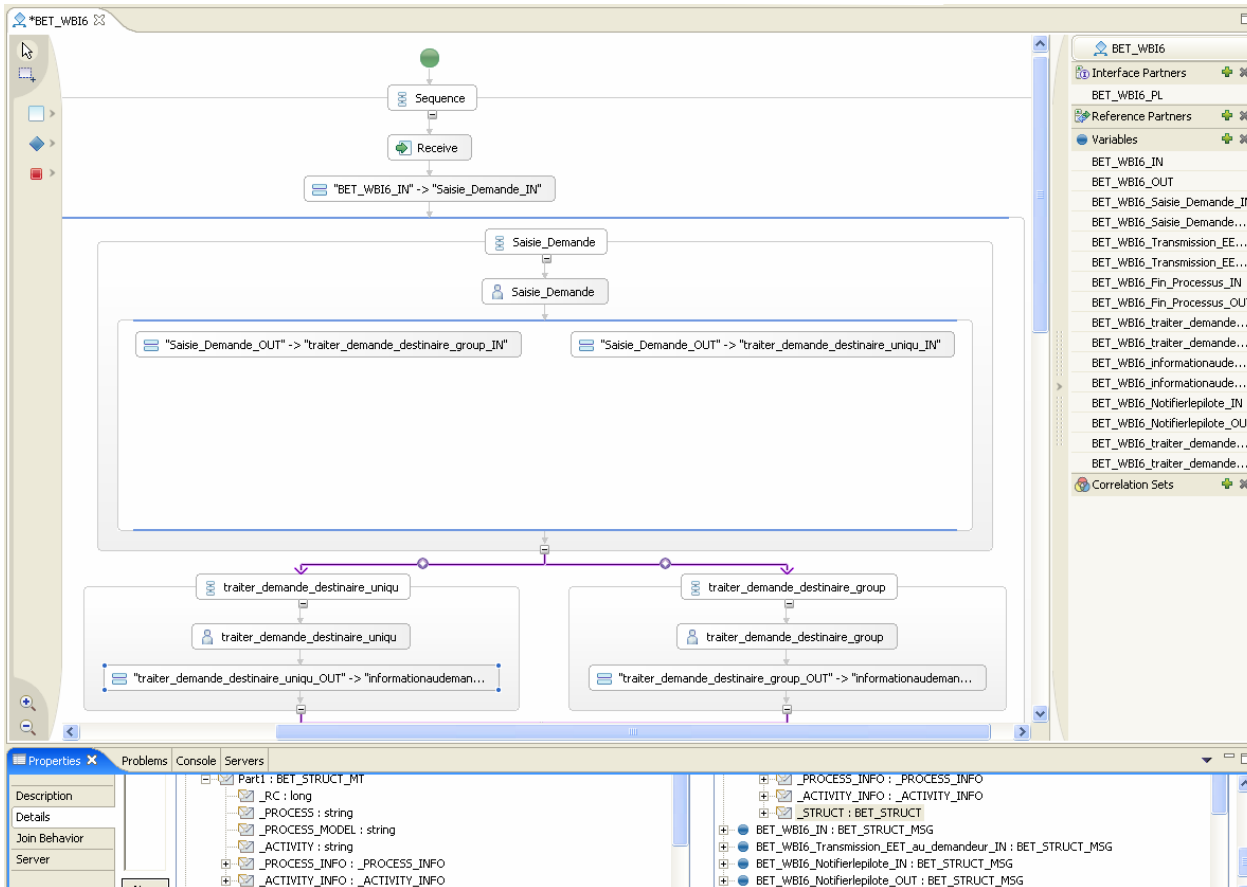 *BET_WBI6
Sequence
Receive
"BET_WBI6_IN" -> "Saisie_Demande_IN"
Saisie_Demande
Saisie_Demande
"Saisie_Demande_OUT" -> "traiter_demande_destinaire_group_IN"
"Saisie_Demande_OUT" -> "traiter_demande_destinaire_uniqu_IN"
traiter_demande_destinaire_uniqu
traiter_demande_destinaire_group
traiter_demande_destinaire_uniqu
traiter_demande_destinaire_group
"traiter_demande_destinaire_uniqu_OUT" -> "informationaudeman...
"traiter_demande_destinaire_group_OUT" -> "informationaudeman...
BET_WBI6
Interface Partners
BET_WBI6_PL
Reference Partners
Variables
BET_WBI6_IN
BET_WBI6_OUT
BET_WBI6_Saisie_Demande_IN
BET_WBI6_Saisie_Demande...
BET_WBI6_Transmission_EE...
BET_WBI6_Transmission_EE...
BET_WBI6_Fin_Processus_IN
BET_WBI6_Fin_Processus_OU
BET_WBI6_traiter_demande...
BET_WBI6_traiter_demande...
BET_WBI6_informationaude...
BET_WBI6_informationaude...
BET_WBI6_Notifierlepilote_IN
BET_WBI6_Notifierlepilote_OU
BET_WBI6_traiter_demande...
BET_WBI6_traiter_demande...
Correlation Sets
Properties
Problems
Console
Servers
Description
Details
Join Behavior
Server
Part1 : BET_STRUCT_MT
_RC : long
_PROCESS : string
_PROCESS_MODEL : string
_ACTIVITY : string
_PROCESS_INFO : _PROCESS_INFO
_ACTIVITY_INFO : _ACTIVITY_INFO
_PROCESS_INFO : _PROCESS_INFO
_ACTIVITY_INFO : _ACTIVITY_INFO
_STRUCT : BET_STRUCT
BET_WBI6_IN : BET_STRUCT_MSG
BET_WBI6_Transmission_EET_au_demandeur_IN : BET_STRUCT_MSG
BET_WBI6_Notifierlepilote_IN : BET_STRUCT_MSG
BET_WBI6_Notifierlepilote_OUT : BET_STRUCT_MSG